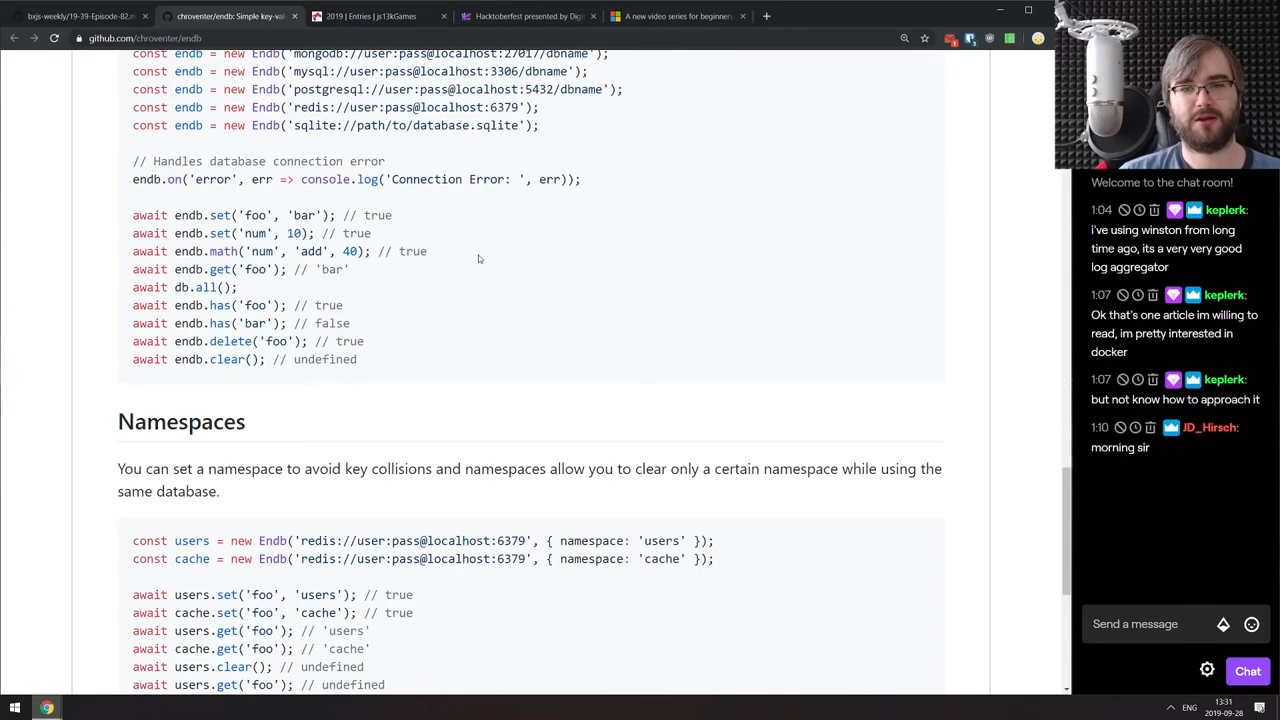 bxjs-weekly/19-39-Episode-82.m
chroventer/endb: Simple key-val
2019 | Entries | js13kGames
Hacktoberfest presented by Digi
A new video series for beginners
github.com/chroventer/endb
const endb = new Endb('mongodb://user:pass@localhost:27017/dbname');
const endb = new Endb('mysql://user:pass@localhost:3306/dbname');
const endb = new Endb('postgresql://user:pass@localhost:5432/dbname');
const endb = new Endb('redis://user:pass@localhost:6379');
const endb = new Endb('sqlite://path/to/database.sqlite');
// Handles database connection error
endb.on('error', err => console.log('Connection Error: ', err));
await endb.set('foo', 'bar'); // true
await endb.set('num', 10); // true
await endb.math('num', 'add', 40); // true
await endb.get('foo'); // 'bar'
await db.all();
await endb.has('foo'); // true
await endb.has('bar'); // false
await endb.delete('foo'); // true
await endb.clear(); // undefined
Namespaces
You can set a namespace to avoid key collisions and namespaces allow you to clear only a certain namespace while using the
same database.
const users = new Endb('redis://user:pass@localhost:6379', { namespace: 'users' });
const cache = new Endb('redis://user:pass@localhost:6379', { namespace: 'cache' });
await users.set('foo', 'users'); // true
await cache.set('foo', 'cache'); // true
await users.get('foo'); // 'users'
await cache.get('foo'); // 'cache'
await users.clear(); // undefined
await users.get('foo'); // undefined
Welcome to the chat room!
1:04 keplerk:
i've using winston from long
time ago, its a very very good
log aggregator
1:07 keplerk:
Ok that's one article im willing to
read, im pretty interested in
docker
1:07 keplerk:
but not know how to approach it
1:10 JD_Hirsch:
morning sir
Send a message
Chat
ENG
13:31
2019-09-28